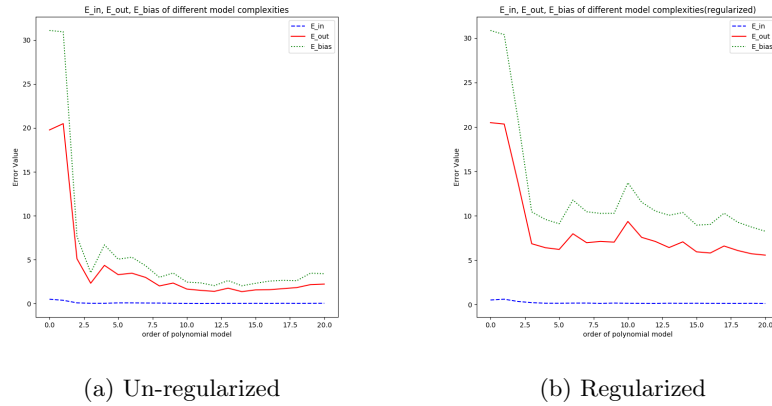 E_in, E_out, E_bias of different model complexities
E_in
E_out
E_bias
Error Value
30
25
20
15
10
5
0
0.0 2.5 5.0 7.5 10.0 12.5 15.0 17.5 20.0
order of polynomial model
(a) Un-regularized
E_in, E_out, E_bias of different model complexities(regularized)
E_in
E_out
E_bias
Error Value
30
25
20
15
10
5
0
0.0 2.5 5.0 7.5 10.0 12.5 15.0 17.5 20.0
order of polynomial model
(b) Regularized